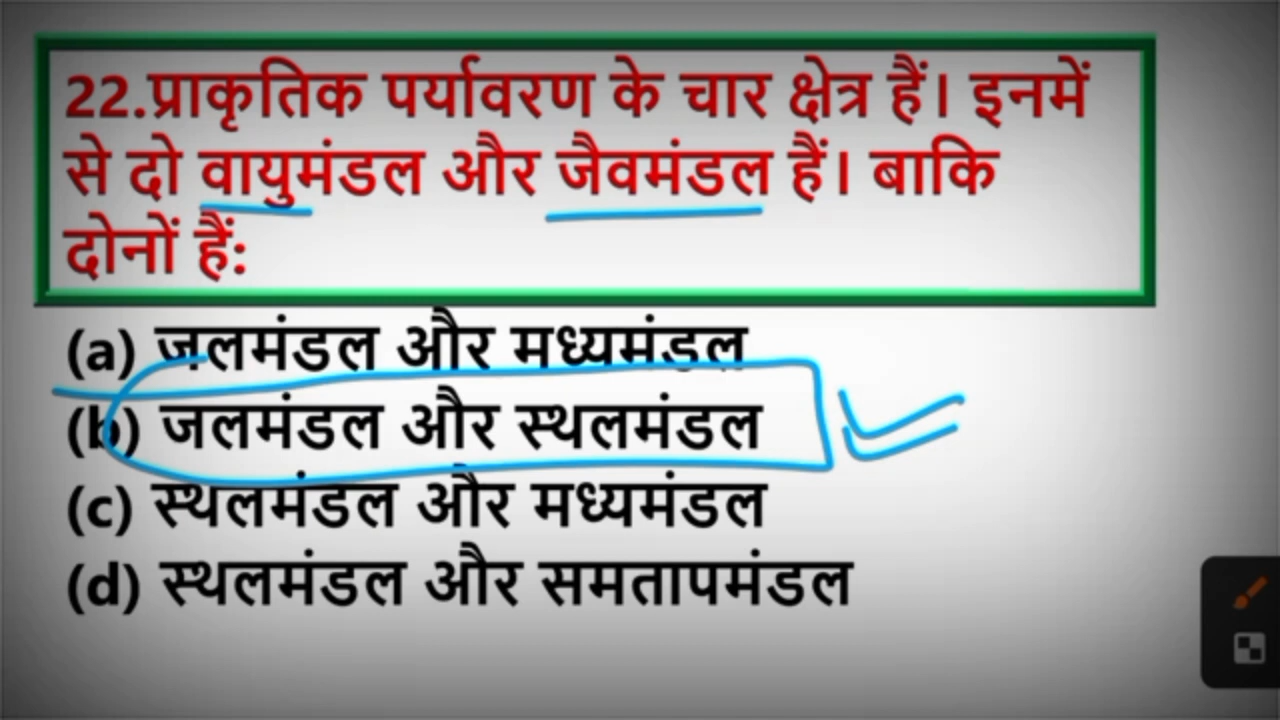 22.प्राकृतिक पर्यावरण के चार क्षेत्र हैं। इनमें
से दो वायुमंडल और जैवमंडल हैं। बाकि
दोनों हैं:
(a) जलमंडल और मध्यमंडल
(b) जलमंडल और स्थलमंडल
(c) स्थलमंडल और मध्यमंडल
(d) स्थलमंडल और समतापमंडल